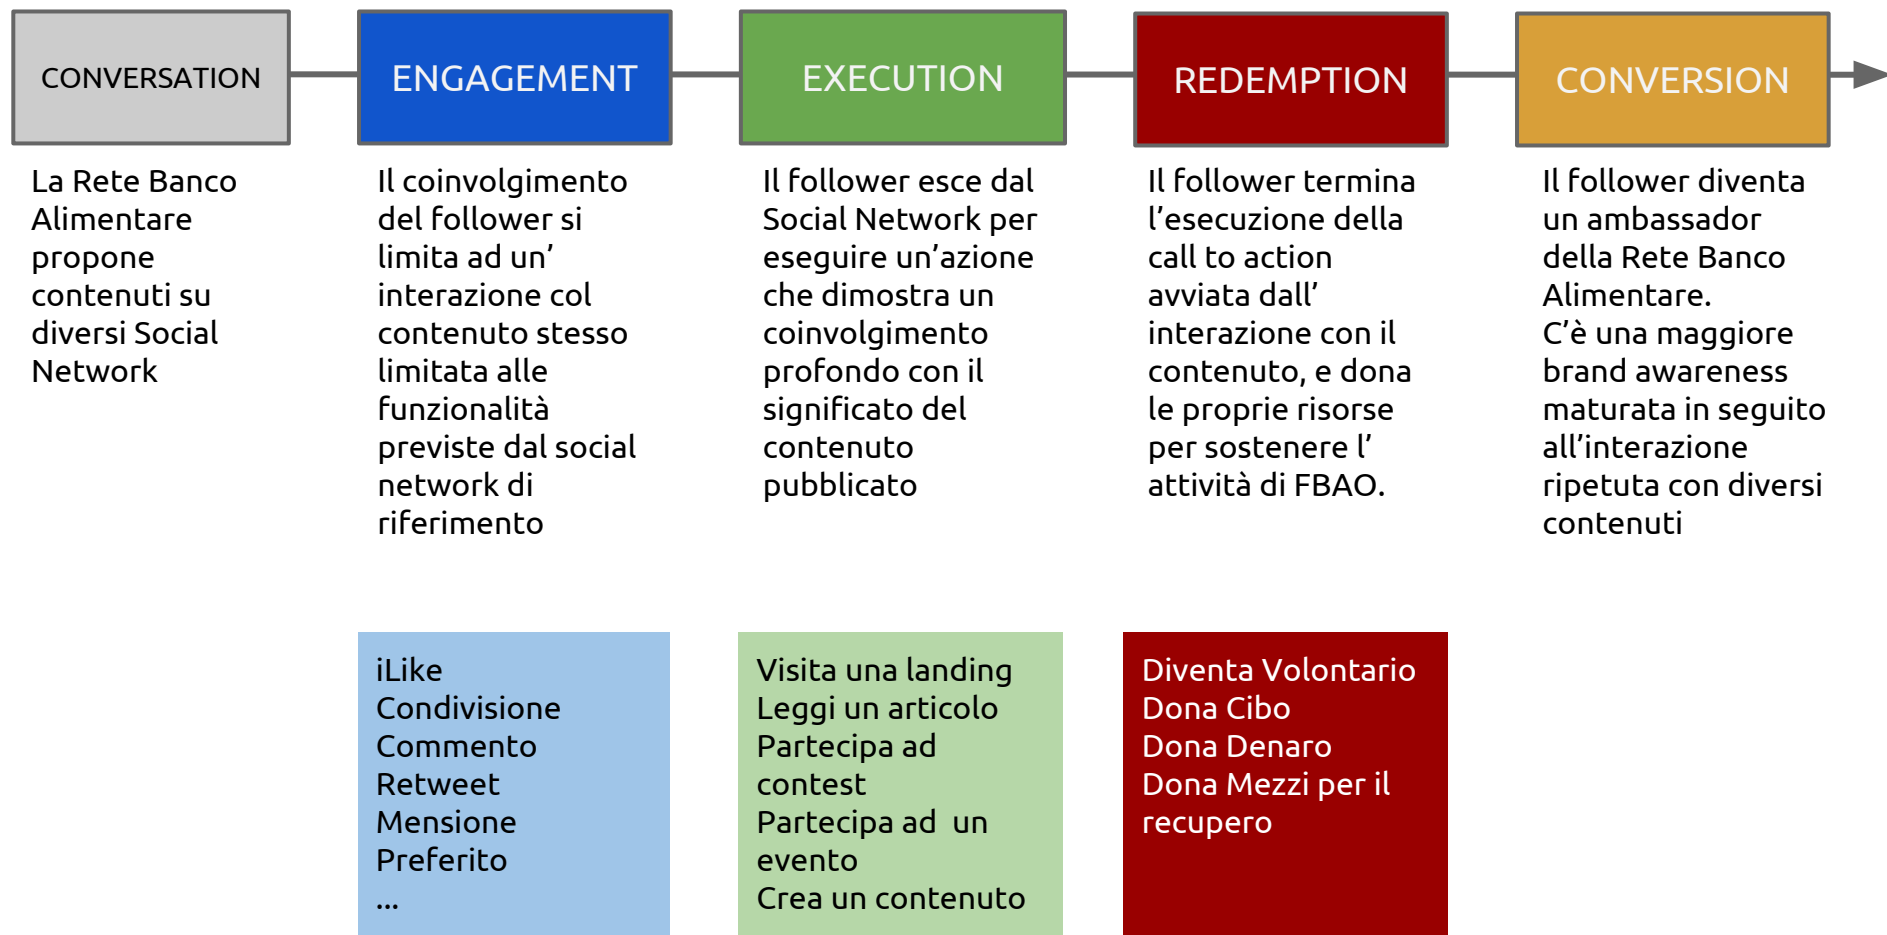 CONVERSATION
ENGAGEMENT
EXECUTION
REDEMPTION
CONVERSION
La Rete Banco
Alimentare
propone
contenuti su
diversi Social
Network
Il coinvolgimento
del follower si
limita ad un’
interazione col
contenuto stesso
limitata alle
funzionalità
previste dal social
network di
riferimento
Il follower esce dal
Social Network per
eseguire un’azione
che dimostra un
coinvolgimento
profondo con il
significato del
contenuto
pubblicato
Il follower termina
l’esecuzione della
call to action
avviata dall’
interazione con il
contenuto, e dona
le proprie risorse
per sostenere l’
attività di FBAO.
Il follower diventa
un ambassador
della Rete Banco
Alimentare.
C’è una maggiore
brand awareness
maturata in seguito
all’interazione
ripetuta con diversi
contenuti
iLike
Condivisione
Commento
Retweet
Mensione
Preferito
...
Visita una landing
Leggi un articolo
Partecipa ad
contest
Partecipa ad  un
evento
Crea un contenuto
Diventa Volontario
Dona Cibo
Dona Denaro
Dona Mezzi per il
recupero